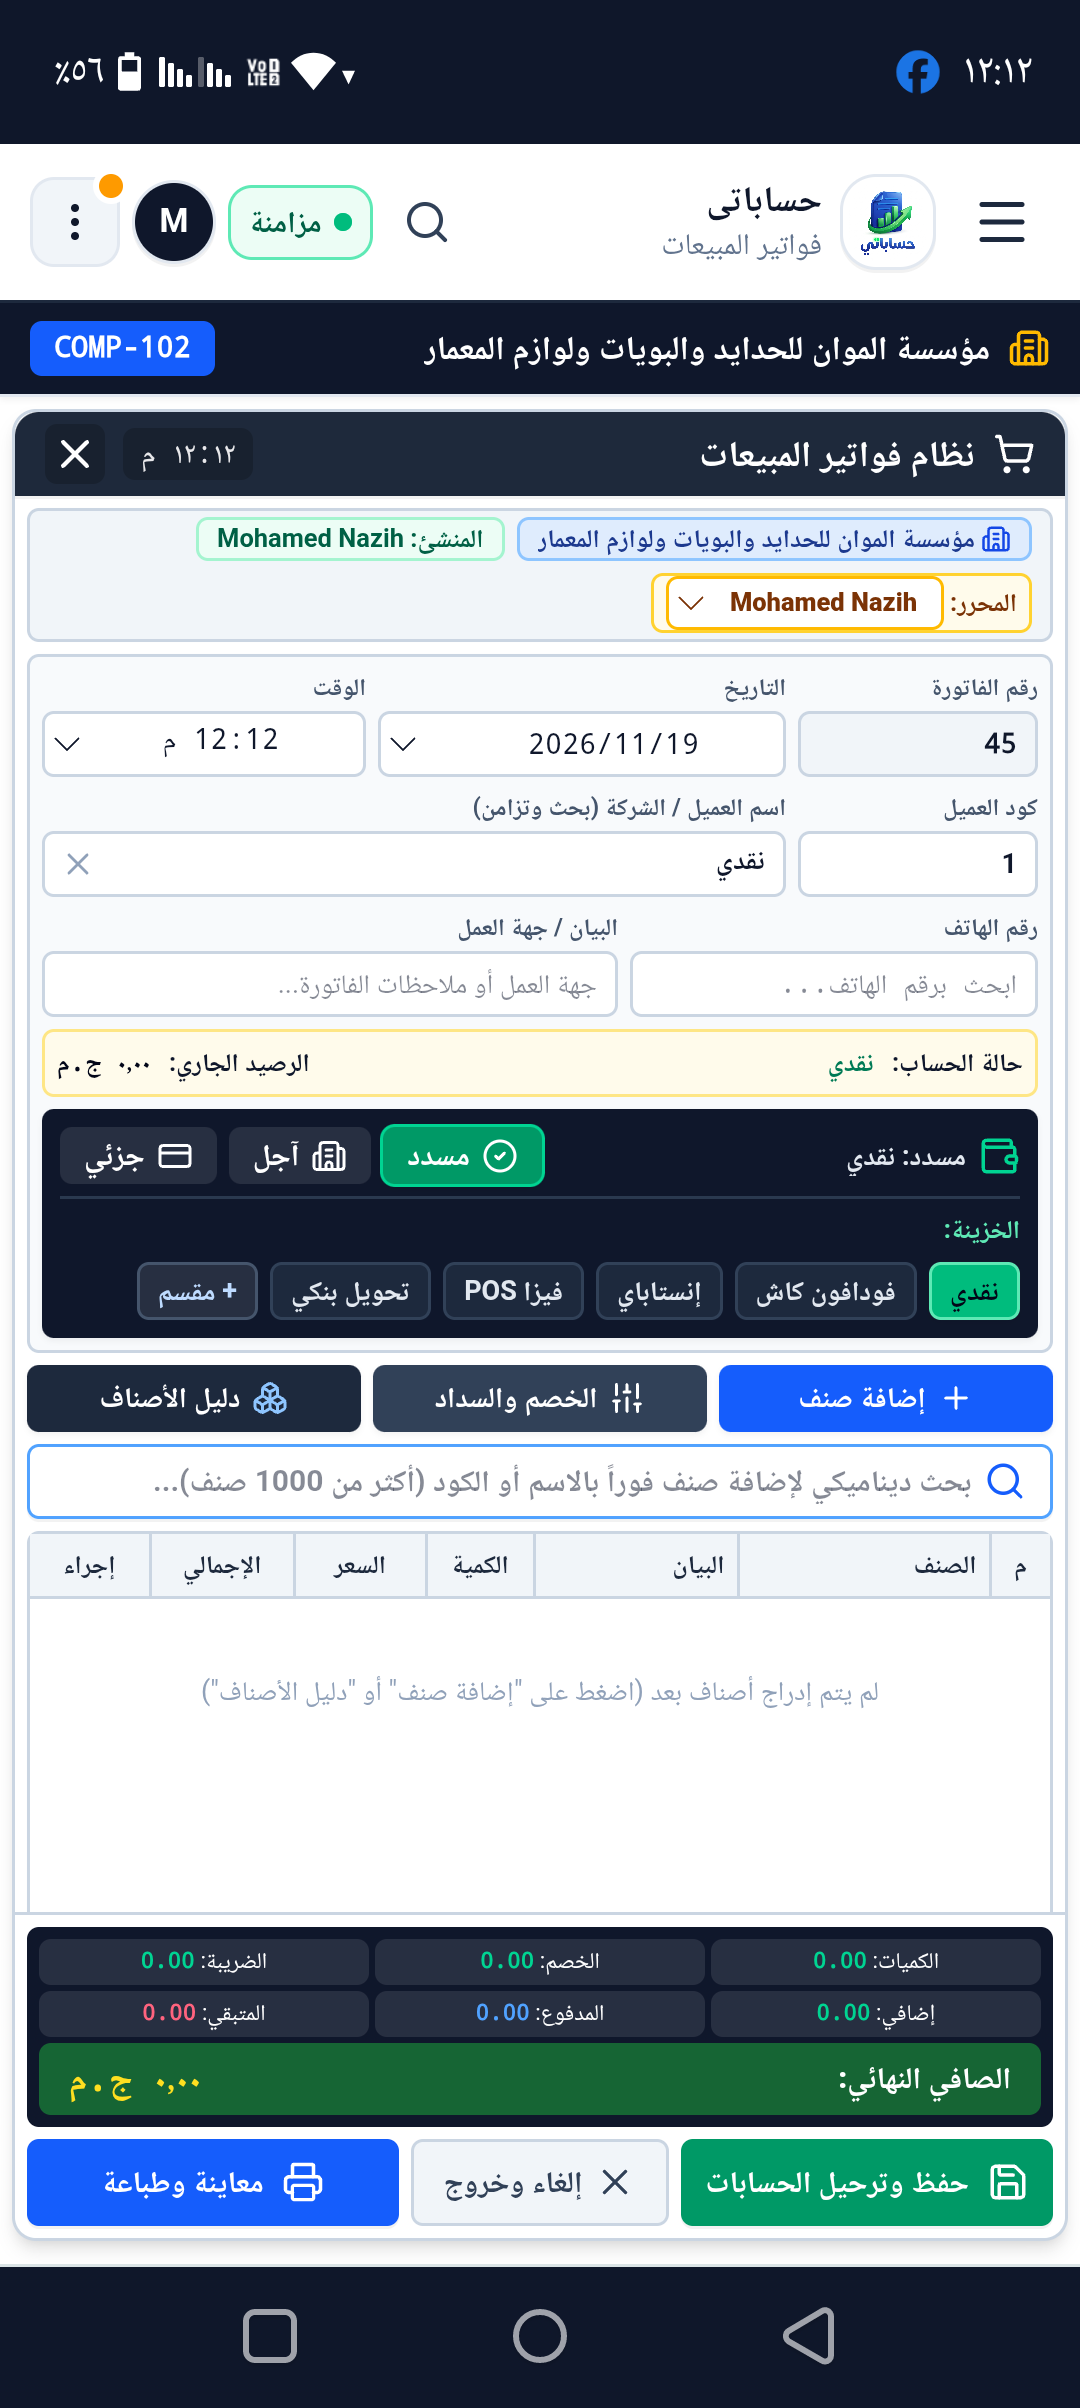 ١٢:١٢ ٥٦٪
حساباتي
حساباتى
فواتير المبيعات
مزامنة
M
مؤسسة الموان للحدايد والبويات ولوازم المعمار
COMP-102
نظام فواتير المبيعات
١٢:١٢ م
مؤسسة الموان للحدايد والبويات ولوازم المعمار
المنشئ: Mohamed Nazih
المحرر: Mohamed Nazih
رقم الفاتورة التاريخ الوقت
45 2026/11/19 12:12 م
كود العميل اسم العميل / الشركة (بحث وتزامن)
1 نقدي
رقم الهاتف البيان / جهة العمل
ابحث برقم الهاتف... جهة العمل أو ملاحظات الفاتورة...
حالة الحساب: نقدي الرصيد الجاري: ٠,٠٠ ج.م
مسدد: نقدي مسدد آجل جزئي
الخزينة:
نقدي فودافون كاش إنستاباي فيزا POS تحويل بنكي + مقسم
إضافة صنف الخصم والسداد دليل الأصناف
بحث ديناميكي لإضافة صنف فوراً بالاسم أو الكود (أكثر من 1000 صنف)...
م الصنف البيان الكمية السعر الإجمالي إجراء
لم يتم إدراج أصناف بعد (اضغط على "إضافة صنف" أو "دليل الأصناف")
الكميات: 0.00 الخصم: 0.00 الضريبة: 0.00
إضافي: 0.00 المدفوع: 0.00 المتبقي: 0.00
الصافي النهائي: ٠,٠٠ ج.م
حفظ وترحيل الحسابات إلغاء وخروج معاينة وطباعة